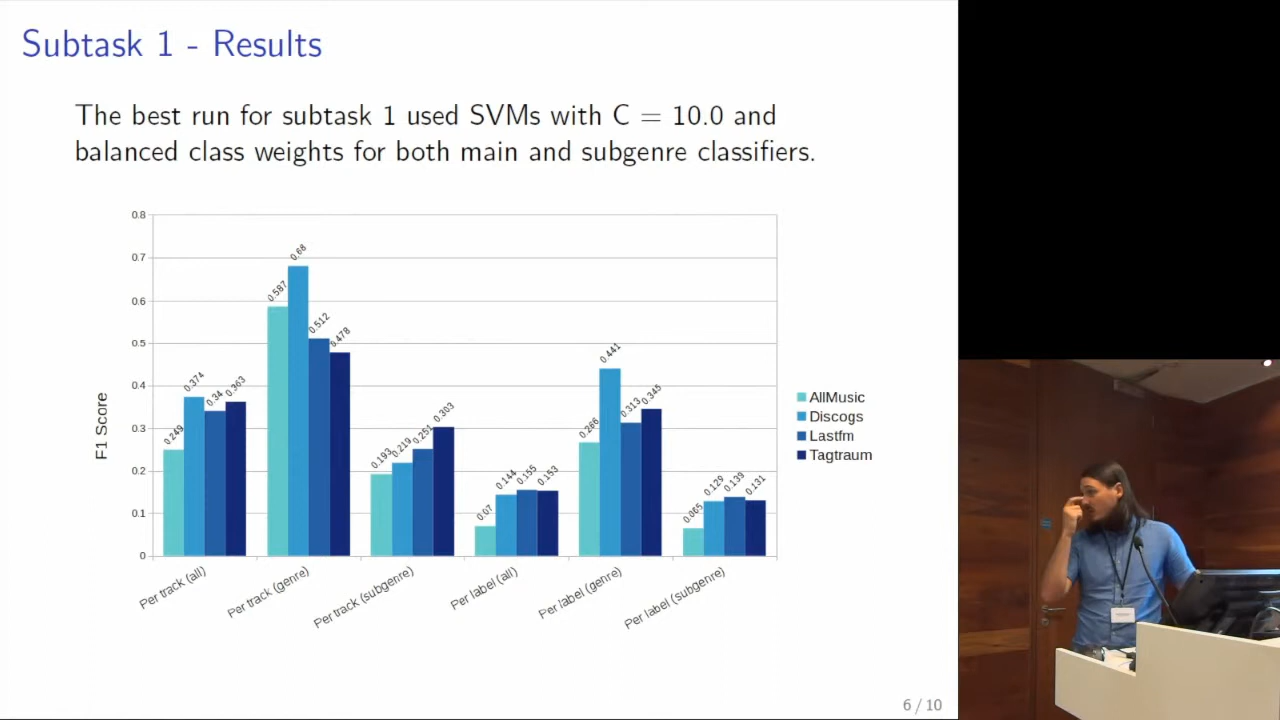 Subtask 1 - Results
The best run for subtask 1 used SVMs with C = 10.0 and
balanced class weights for both main and subgenre classifiers.
0.8
0.7
0.6
0.5
0.4
0.3
0.2
0.1
0
F1 Score
0.249
0.374
0.34
0.363
0.587
0.68
0.512
0.478
0.193
0.219
0.251
0.303
0.07
0.144
0.155
0.153
0.266
0.441
0.313
0.345
0.065
0.129
0.139
0.131
Per track (all)
Per track (genre)
Per track (subgenre)
Per label (all)
Per label (genre)
Per label (subgenre)
AllMusic
Discogs
Lastfm
Tagtraum
6 / 10